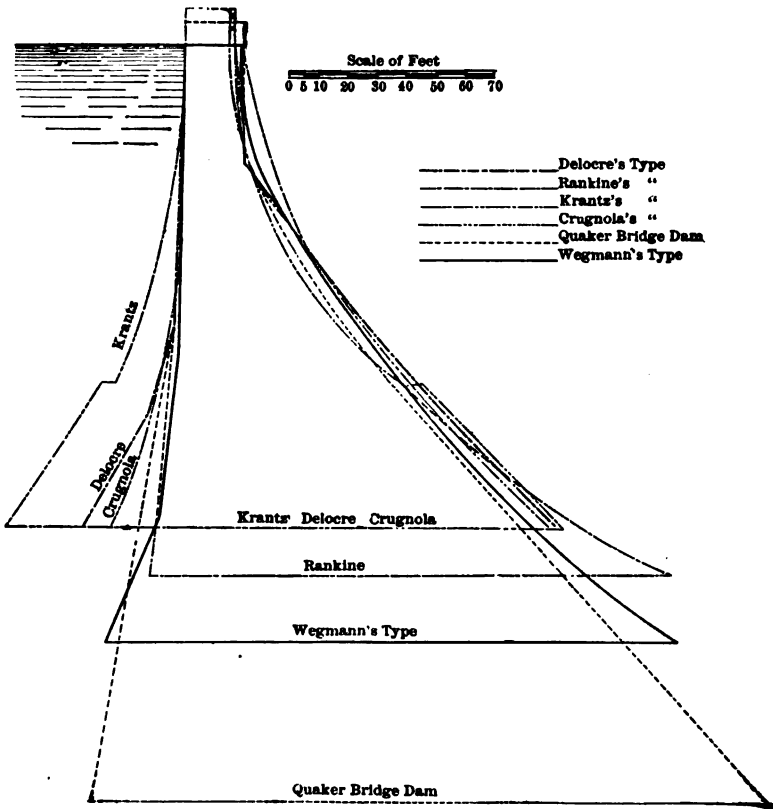 Scale of Feet
0 5 10 20 30 40 50 60 70
Delocre's Type
Rankine's “
Krantz's “
Crugnola's “
Quaker Bridge Dam
Wegmann's Type
Krantz
Delocre
Crugnola
Krantz Delocre Crugnola
Rankine
Wegmann's Type
Quaker Bridge Dam